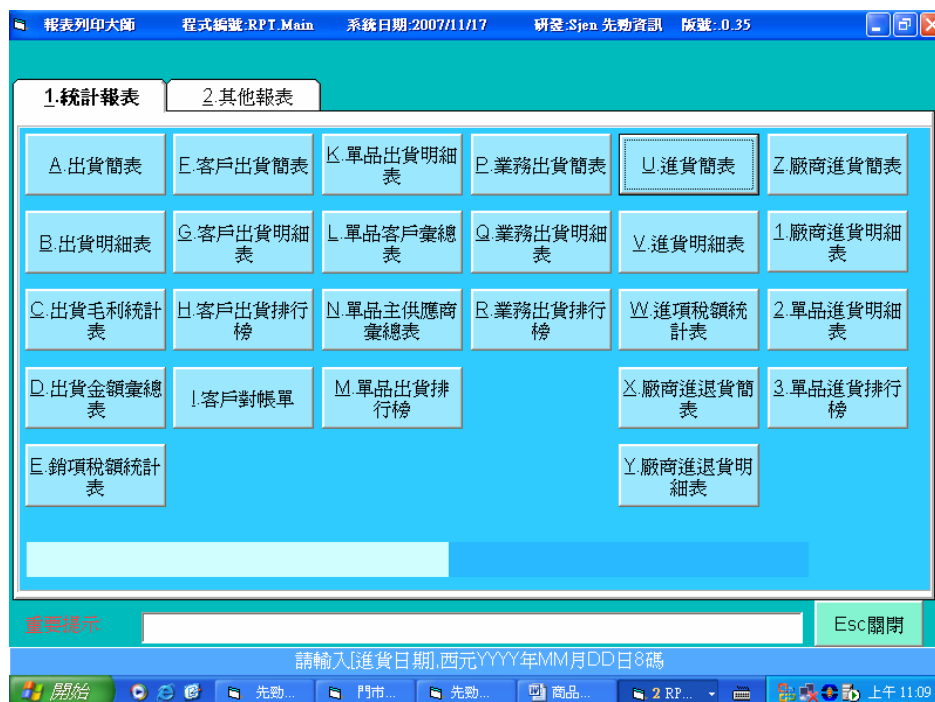 報表列印大師 程式編號:RPT.Main 系統日期:2007/11/17 研發:Sjen 先勁資訊 版號:.0.35
1.統計報表 2.其他報表
A.出貨簡表
F.客戶出貨簡表
K.單品出貨明細
表
P.業務出貨簡表
U.進貨簡表
Z.廠商進貨簡表
B.出貨明細表
G.客戶出貨明細
表
L.單品客戶彙總
表
Q.業務出貨明細
表
V.進貨明細表
1.廠商進貨明細
表
C.出貨毛利統計
表
H.客戶出貨排行
榜
N.單品主供應商
彙總表
R.業務出貨排行
榜
W.進項稅額統
計表
2.單品進貨明細
表
D.出貨金額彙總
表
I.客戶對帳單
M.單品出貨排
行榜
X.廠商進退貨簡
表
3.單品進貨排行
榜
E.銷項稅額統計
表
Y.廠商進退貨明
細表
重要提示:
Esc關閉
請輸入[進貨日期],西元YYYY年MM月DD日8碼
開始 先勁... 門市... 先勁... 商品... 2 RP... 上午 11:09